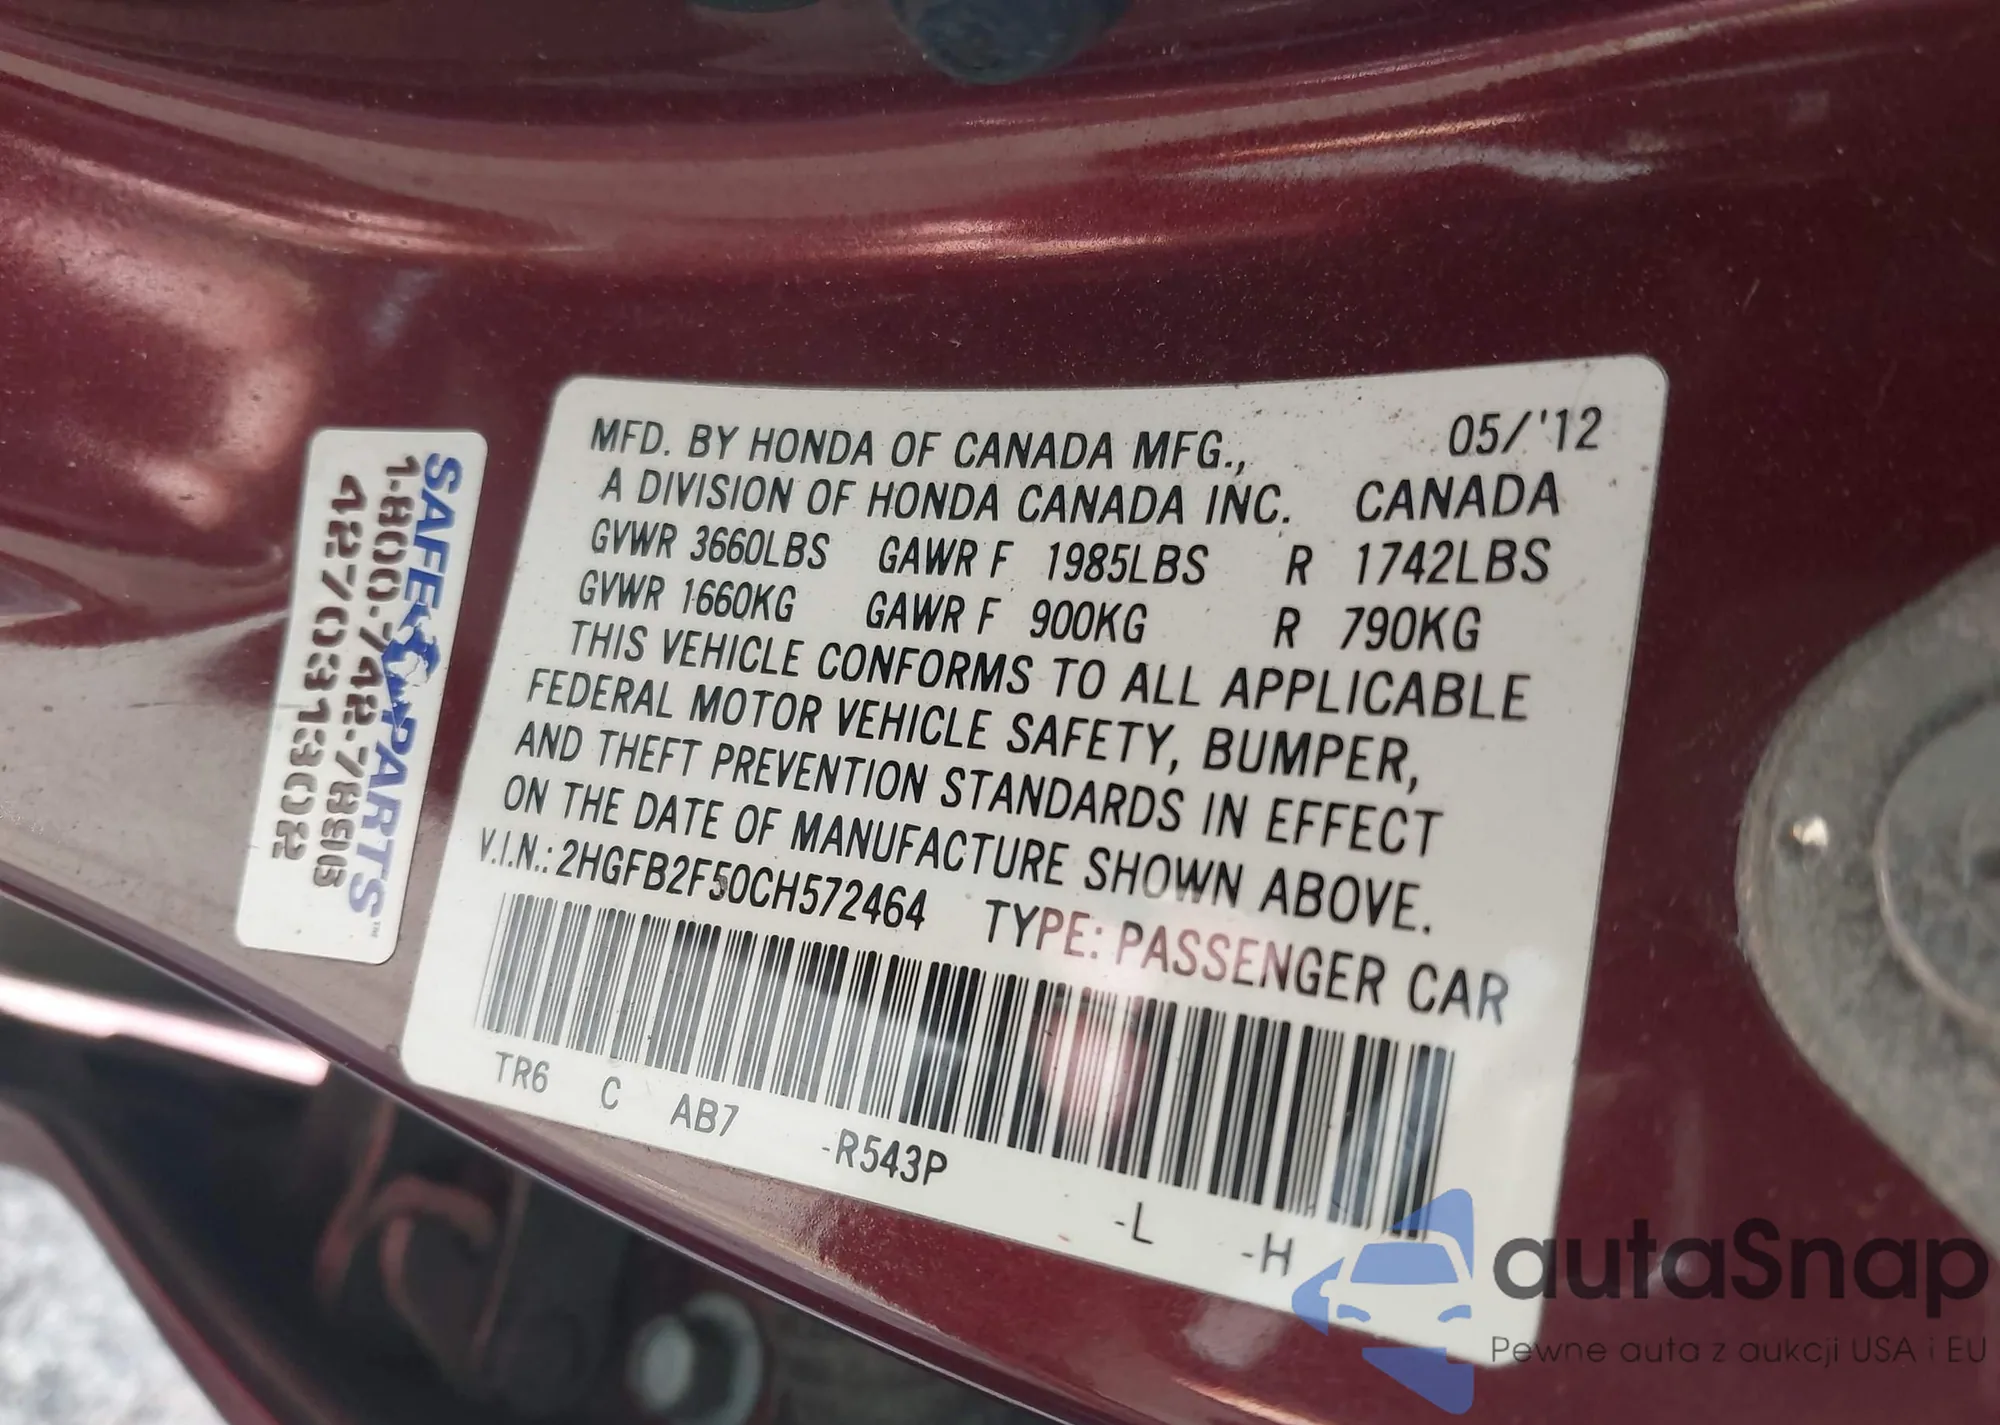 MFD. BY HONDA OF CANADA MFG., 05/'12
A DIVISION OF HONDA CANADA INC. CANADA
GVWR 3660LBS GAWR F 1985LBS R 1742LBS
GVWR 1660KG GAWR F 900KG R 790KG
THIS VEHICLE CONFORMS TO ALL APPLICABLE
FEDERAL MOTOR VEHICLE SAFETY, BUMPER,
AND THEFT PREVENTION STANDARDS IN EFFECT
ON THE DATE OF MANUFACTURE SHOWN ABOVE.
V.I.N.: 2HGFB2F50CH572464 TYPE: PASSENGER CAR
TR6 C AB7 -R543P -L -H
SAFE PARTS™
1-800-742-7896
427031302
autaSnap
Pewne auta z aukcji USA i EU